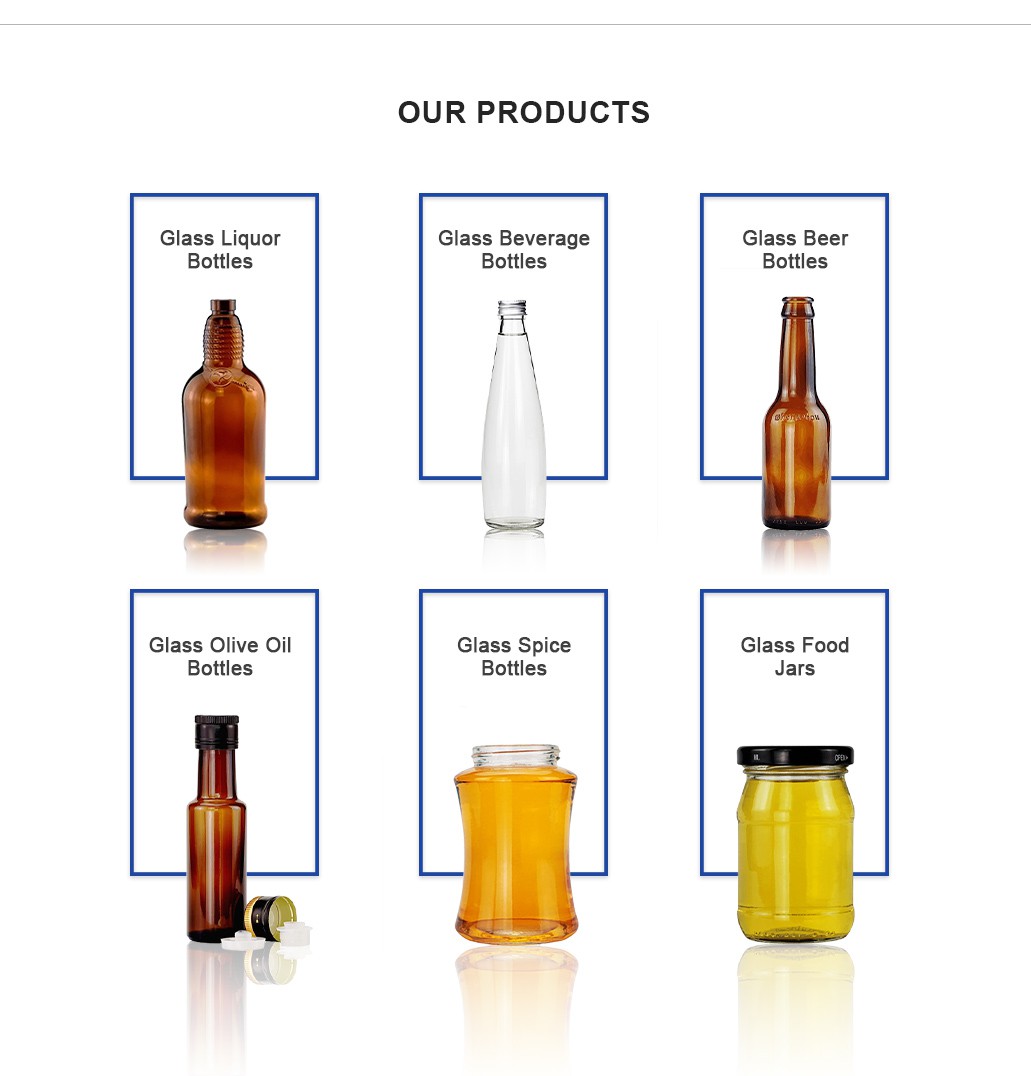 OUR PRODUCTS
Glass Liquor
Bottles
Glass Beverage
Bottles
Glass Beer
Bottles
Glass Olive Oil
Bottles
Glass Spice
Bottles
Glass Food
Jars
OPEN